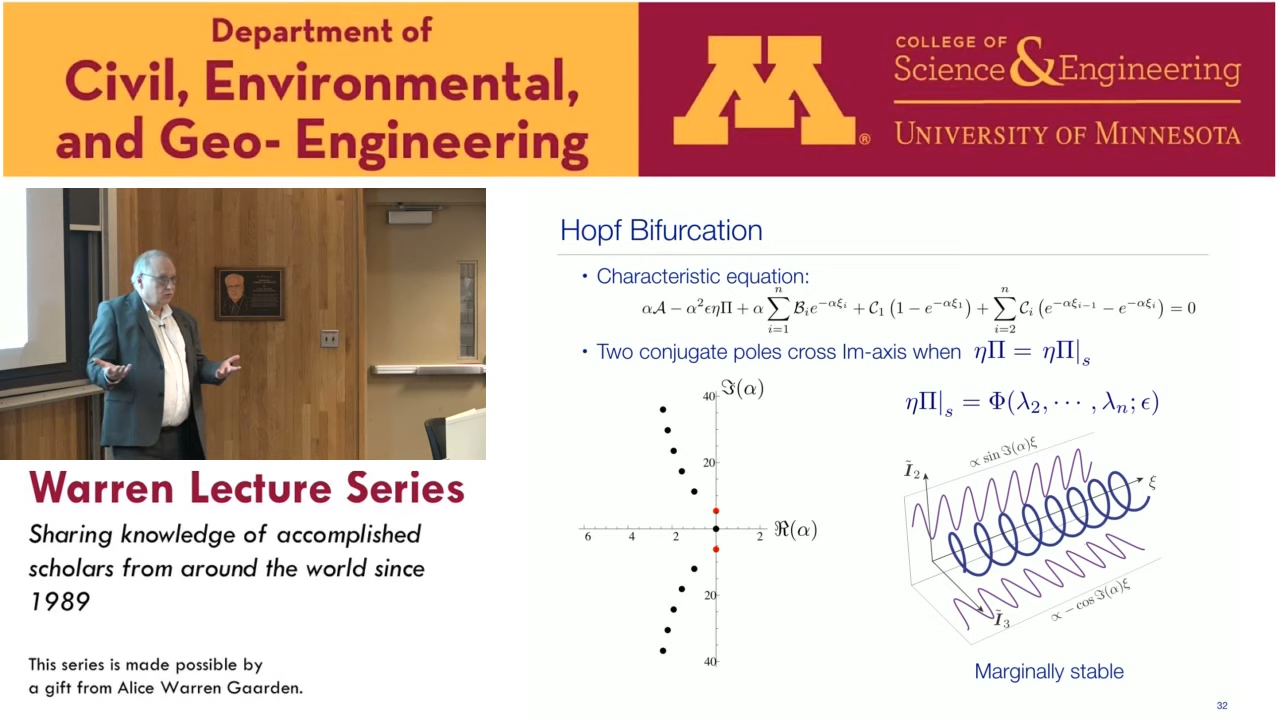 Department of
Civil, Environmental,
and Geo- Engineering
M®
COLLEGE OF
Science & Engineering
UNIVERSITY OF MINNESOTA
Warren Lecture Series
Sharing knowledge of accomplished
scholars from around the world since
1989
This series is made possible by
a gift from Alice Warren Gaarden.
Hopf Bifurcation
• Characteristic equation:
α𝒜 − α²ϵηΠ + α ∑ᵢ₌₁ⁿ ℬᵢe^{−αξᵢ} + 𝒞₁ (1 − e^{−αξ₁}) + ∑ᵢ₌₂ⁿ 𝒞ᵢ (e^{−αξᵢ₋₁} − e^{−αξᵢ}) = 0
• Two conjugate poles cross Im-axis when ηΠ = ηΠ|ₛ
ηΠ|ₛ = Φ(λ₂, ⋯ , λₙ; ϵ)
40
ℑ(α)
20
6 4 2 2
ℜ(α)
20
40
∝ sin ℑ(α)ξ
Ĩ₂
ξ
Ĩ₃
∝ − cos ℑ(α)ξ
Marginally stable
32